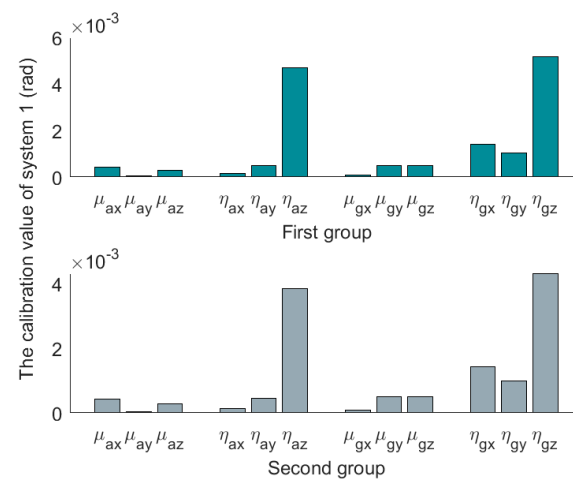 ×10⁻³
6
4
2
0
μax μay μaz ηax ηay ηaz μgx μgy μgz ηgx ηgy ηgz
First group
The calibration value of system 1 (rad)
×10⁻³
4
2
0
μax μay μaz ηax ηay ηaz μgx μgy μgz ηgx ηgy ηgz
Second group